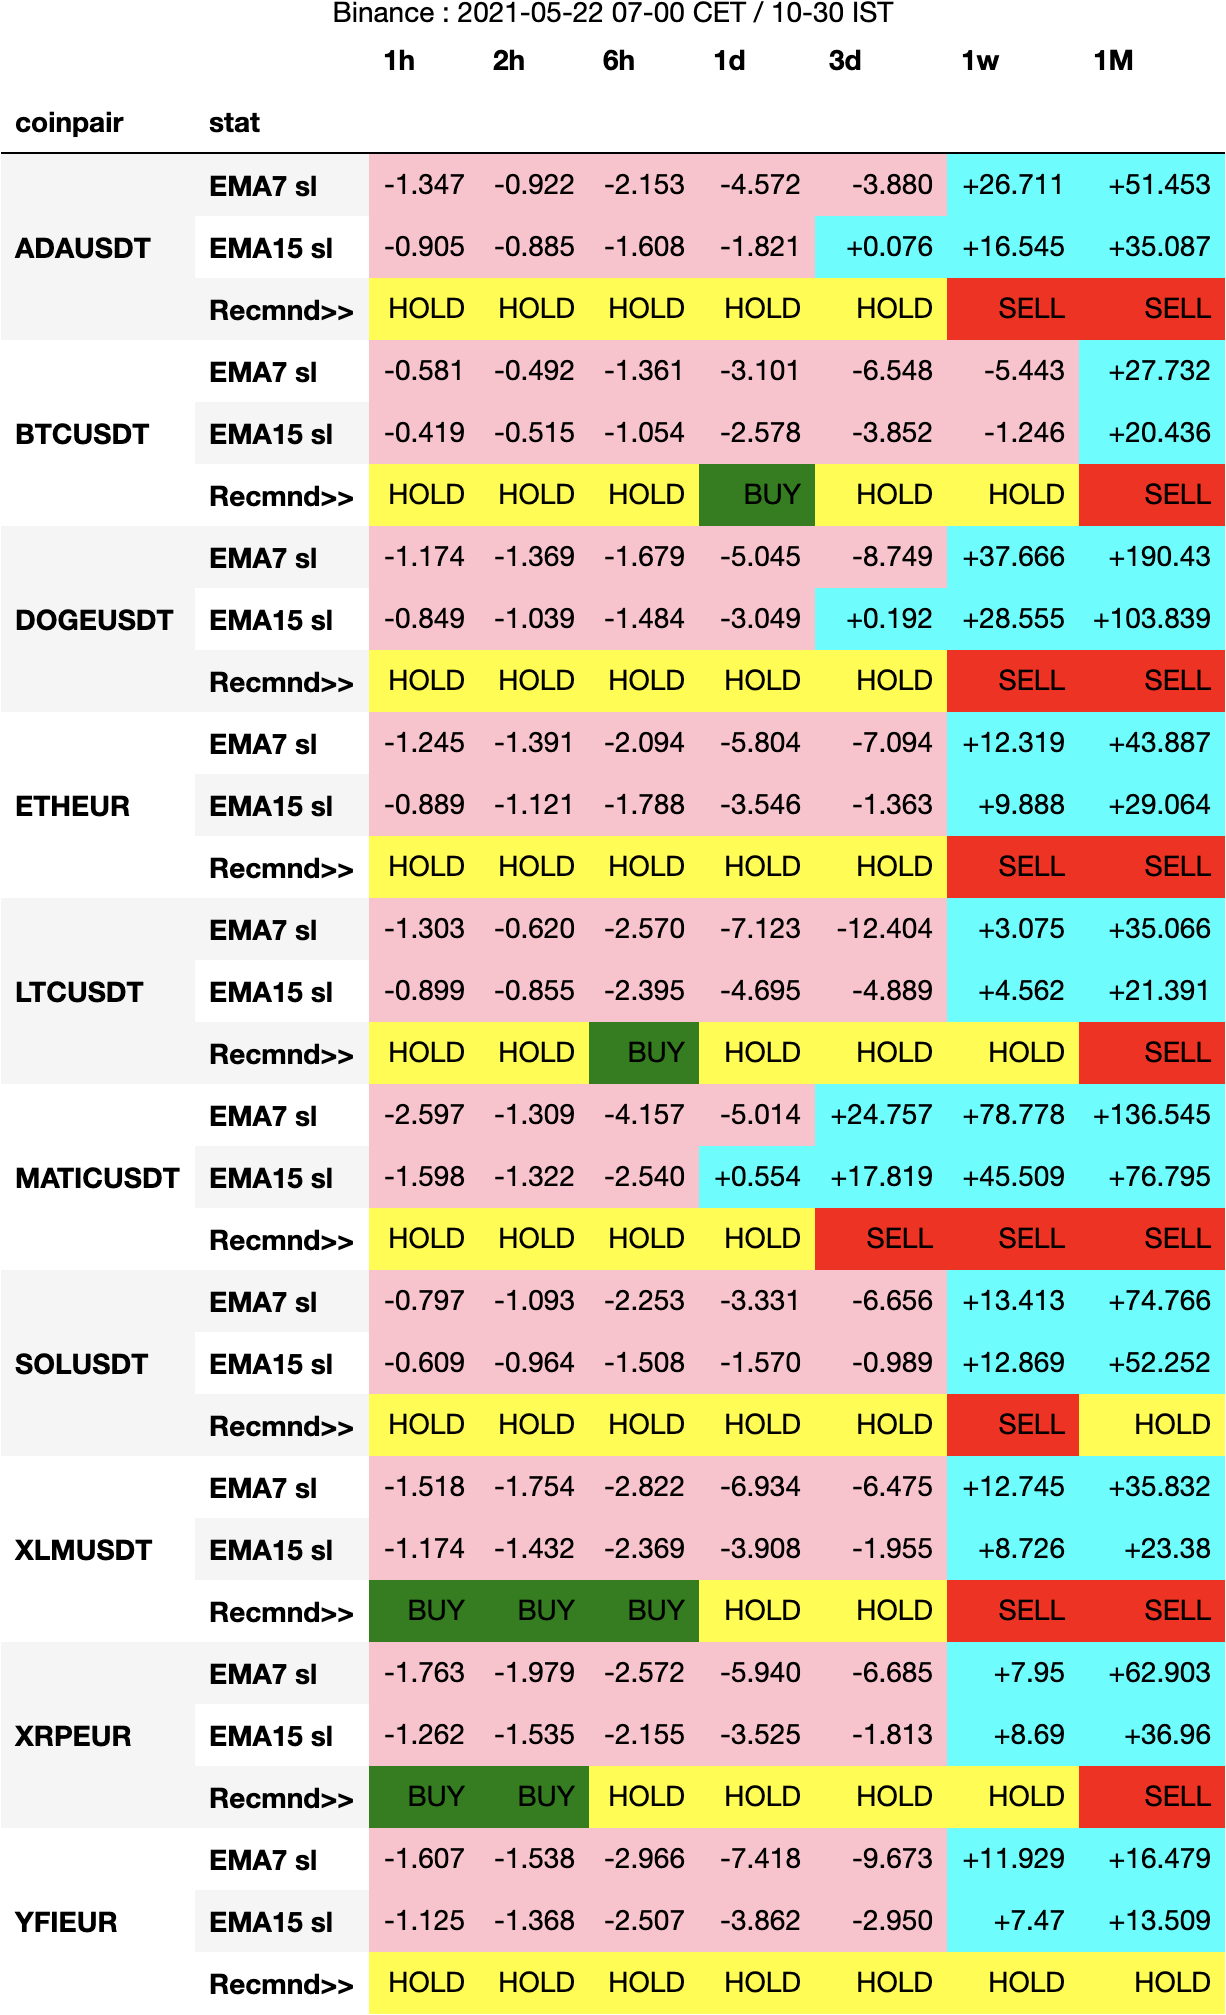 Binance : 2021-05-22 07-00 CET / 10-30 IST
1h 2h 6h 1d 3d 1w 1M
coinpair stat
EMA7 sl -1.347 -0.922 -2.153 -4.572 -3.880 +26.711 +51.453
ADAUSDT EMA15 sl -0.905 -0.885 -1.608 -1.821 +0.076 +16.545 +35.087
Recmnd>> HOLD HOLD HOLD HOLD HOLD SELL SELL
EMA7 sl -0.581 -0.492 -1.361 -3.101 -6.548 -5.443 +27.732
BTCUSDT EMA15 sl -0.419 -0.515 -1.054 -2.578 -3.852 -1.246 +20.436
Recmnd>> HOLD HOLD HOLD BUY HOLD HOLD SELL
EMA7 sl -1.174 -1.369 -1.679 -5.045 -8.749 +37.666 +190.43
DOGEUSDT EMA15 sl -0.849 -1.039 -1.484 -3.049 +0.192 +28.555 +103.839
Recmnd>> HOLD HOLD HOLD HOLD HOLD SELL SELL
EMA7 sl -1.245 -1.391 -2.094 -5.804 -7.094 +12.319 +43.887
ETHEUR EMA15 sl -0.889 -1.121 -1.788 -3.546 -1.363 +9.888 +29.064
Recmnd>> HOLD HOLD HOLD HOLD HOLD SELL SELL
EMA7 sl -1.303 -0.620 -2.570 -7.123 -12.404 +3.075 +35.066
LTCUSDT EMA15 sl -0.899 -0.855 -2.395 -4.695 -4.889 +4.562 +21.391
Recmnd>> HOLD HOLD BUY HOLD HOLD HOLD SELL
EMA7 sl -2.597 -1.309 -4.157 -5.014 +24.757 +78.778 +136.545
MATICUSDT EMA15 sl -1.598 -1.322 -2.540 +0.554 +17.819 +45.509 +76.795
Recmnd>> HOLD HOLD HOLD HOLD SELL SELL SELL
EMA7 sl -0.797 -1.093 -2.253 -3.331 -6.656 +13.413 +74.766
SOLUSDT EMA15 sl -0.609 -0.964 -1.508 -1.570 -0.989 +12.869 +52.252
Recmnd>> HOLD HOLD HOLD HOLD HOLD SELL HOLD
EMA7 sl -1.518 -1.754 -2.822 -6.934 -6.475 +12.745 +35.832
XLMUSDT EMA15 sl -1.174 -1.432 -2.369 -3.908 -1.955 +8.726 +23.38
Recmnd>> BUY BUY BUY HOLD HOLD SELL SELL
EMA7 sl -1.763 -1.979 -2.572 -5.940 -6.685 +7.95 +62.903
XRPEUR EMA15 sl -1.262 -1.535 -2.155 -3.525 -1.813 +8.69 +36.96
Recmnd>> BUY BUY HOLD HOLD HOLD HOLD SELL
EMA7 sl -1.607 -1.538 -2.966 -7.418 -9.673 +11.929 +16.479
YFIEUR EMA15 sl -1.125 -1.368 -2.507 -3.862 -2.950 +7.47 +13.509
Recmnd>> HOLD HOLD HOLD HOLD HOLD HOLD HOLD